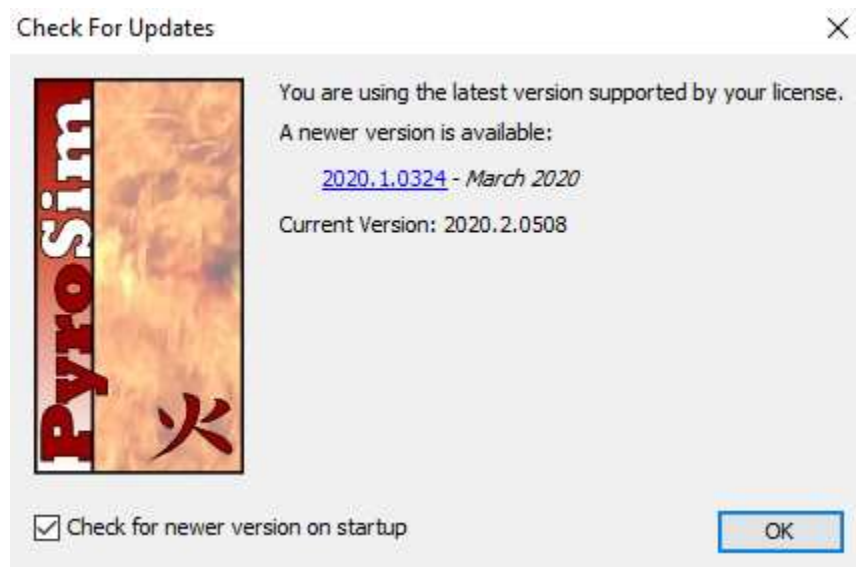 Check For Updates
You are using the latest version supported by your license.
A newer version is available:
2020.1.0324 - March 2020
Current Version: 2020.2.0508
PyroSim
火
Check for newer version on startup
OK